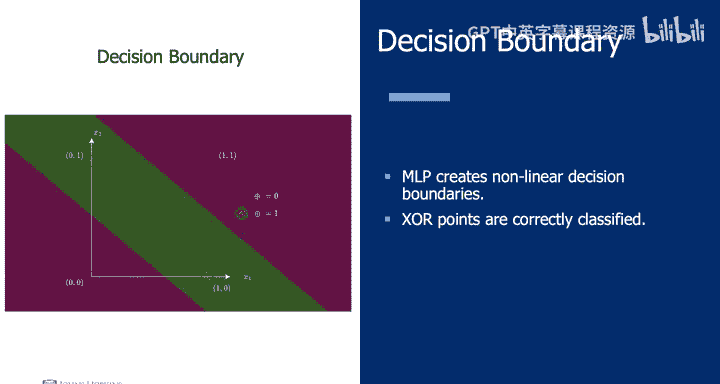 Decision Boundary
x₂
(0, 1)
(1, 1)
⊕ = 0
⊕ = 1
(0, 0)
x₁
(1, 0)
Decision Boundary
GPT中英字幕课程资源
bilibili
MLP creates non-linear decision
boundaries.
XOR points are correctly classified.